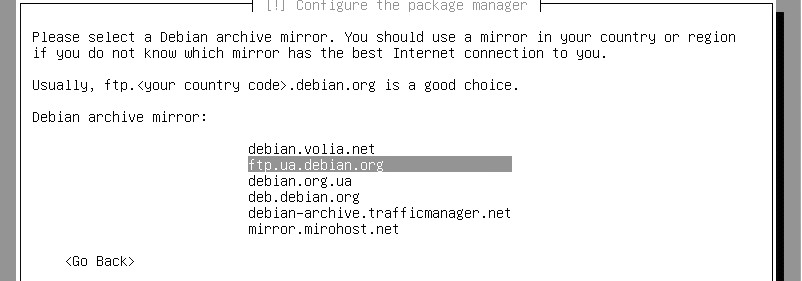 [!] Configure the package manager
Please select a Debian archive mirror. You should use a mirror in your country or region
if you do not know which mirror has the best Internet connection to you.
Usually, ftp.<your country code>.debian.org is a good choice.
Debian archive mirror:
debian.volia.net
ftp.ua.debian.org
debian.org.ua
deb.debian.org
debian-archive.trafficmanager.net
mirror.mirohost.net
<Go Back>